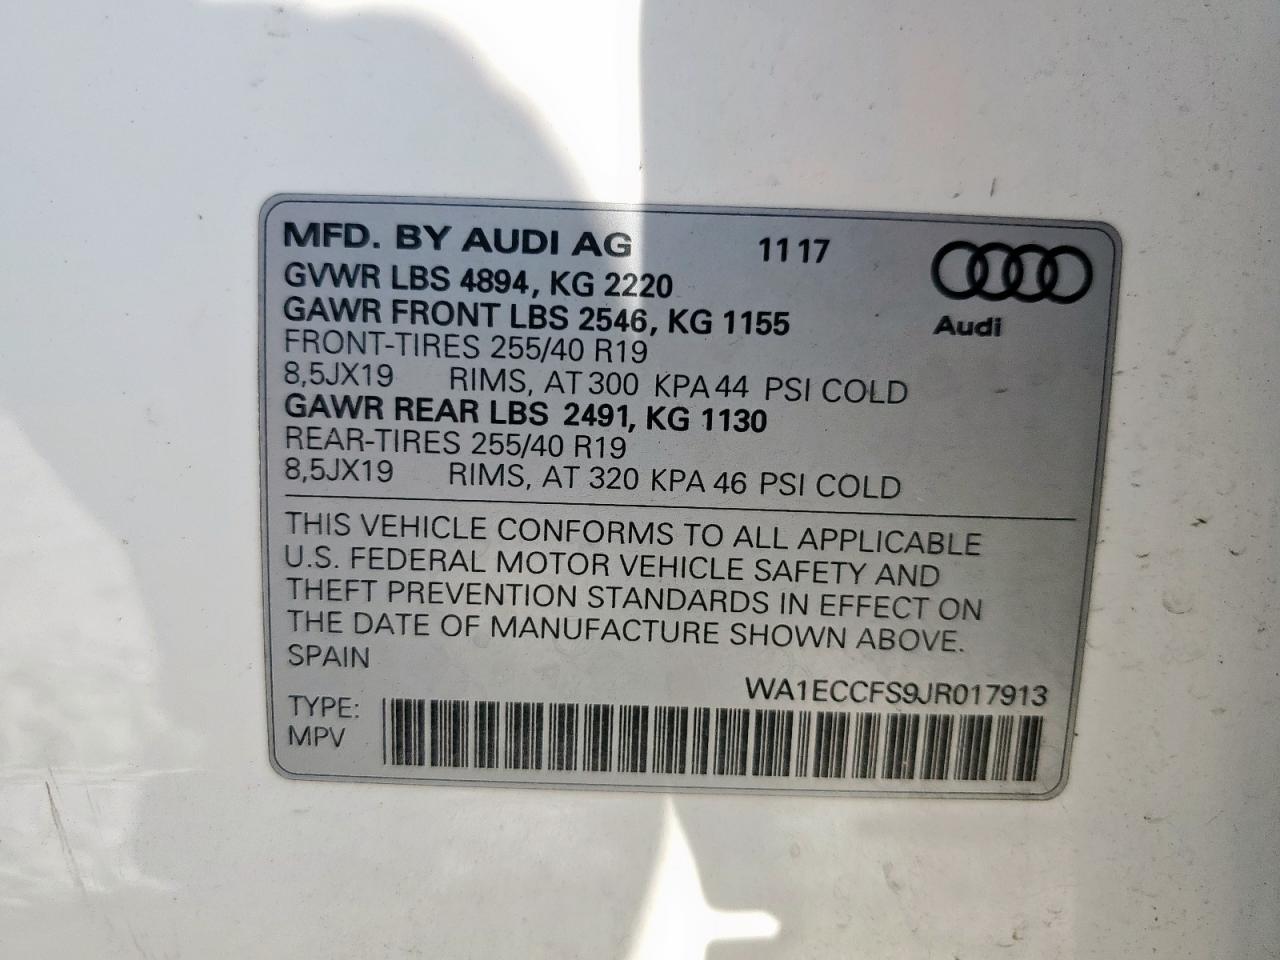 MFD. BY AUDI AG 11 17
GVWR LBS 4894, KG 2220
GAWR FRONT LBS 2546, KG 1155
Audi
FRONT-TIRES 255/40 R19
8,5JX19 RIMS, AT 300 KPA 44 PSI COLD
GAWR REAR LBS 2491, KG 1130
REAR-TIRES 255/40 R19
8,5JX19 RIMS, AT 320 KPA 46 PSI COLD
THIS VEHICLE CONFORMS TO ALL APPLICABLE
U.S. FEDERAL MOTOR VEHICLE SAFETY AND
THEFT PREVENTION STANDARDS IN EFFECT ON
THE DATE OF MANUFACTURE SHOWN ABOVE.
SPAIN
WA1ECCFS9JR017913
TYPE:
MPV